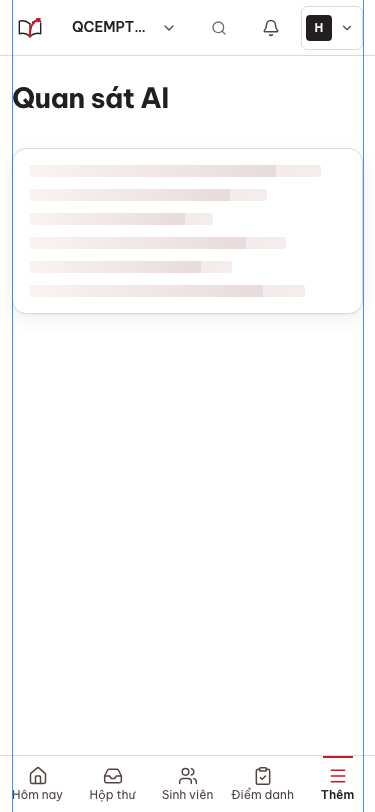 QCEMPT...
H
Quan sát AI
Hôm nay
Hộp thư
Sinh viên
Điểm danh
Thêm